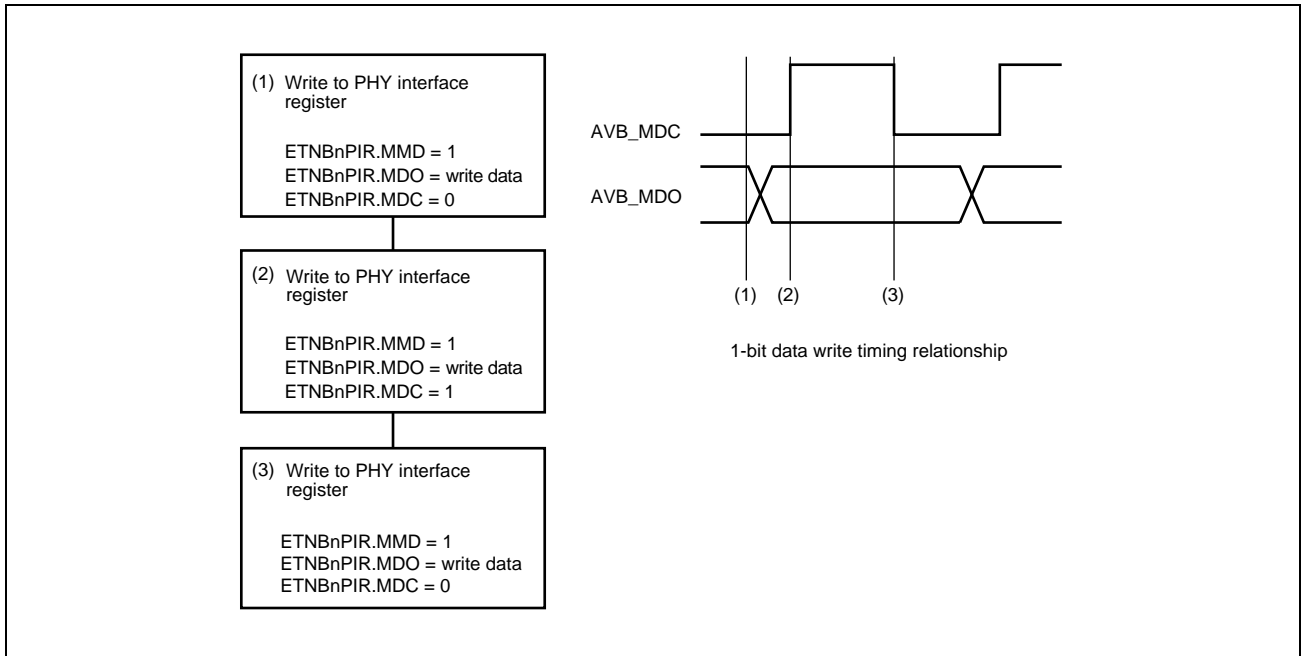 (1) Write to PHY interface
register
ETNBnPIR.MMD = 1
ETNBnPIR.MDO = write data
ETNBnPIR.MDC = 0
(2) Write to PHY interface
register
ETNBnPIR.MMD = 1
ETNBnPIR.MDO = write data
ETNBnPIR.MDC = 1
(3) Write to PHY interface
register
ETNBnPIR.MMD = 1
ETNBnPIR.MDO = write data
ETNBnPIR.MDC = 0
AVB_MDC
AVB_MDO
(1) (2) (3)
1-bit data write timing relationship